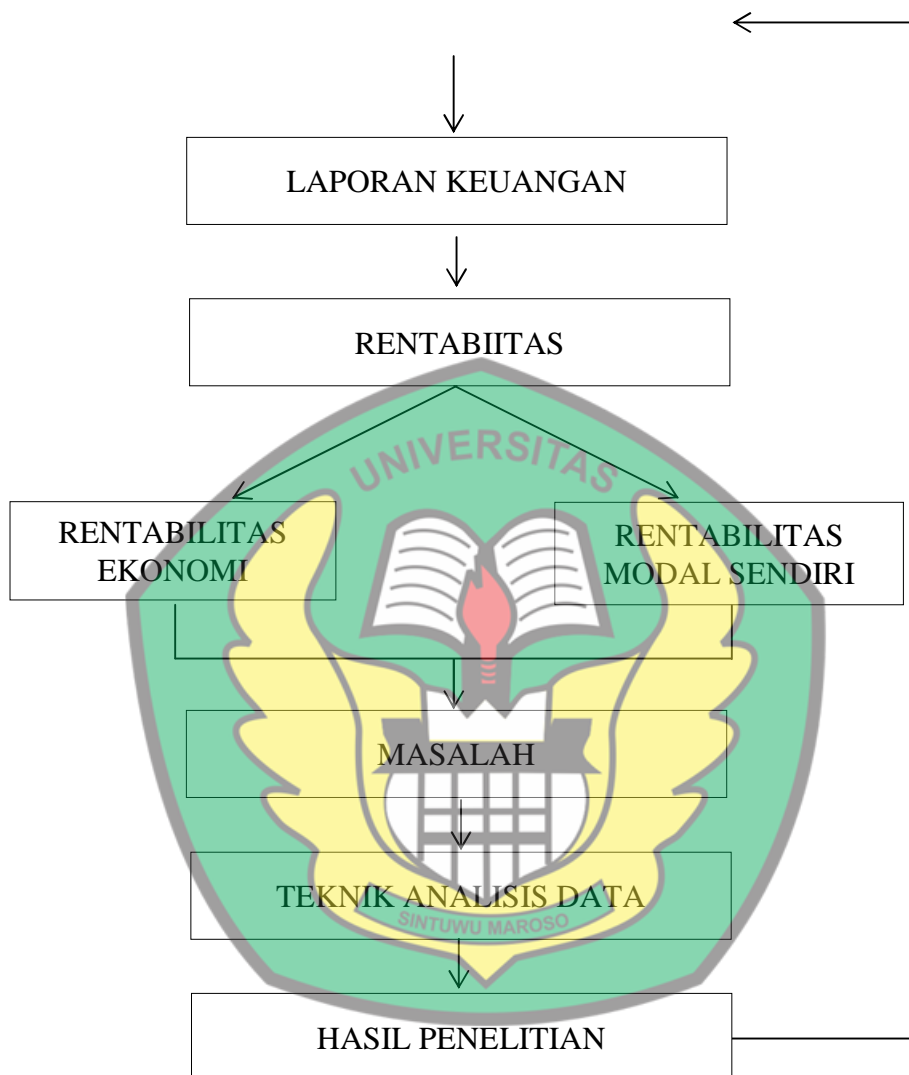 LAPORAN KEUANGAN
RENTABIITAS
UNIVERSITAS
RENTABILITAS
EKONOMI
RENTABILITAS
MODAL SENDIRI
MASALAH
TEKNIK ANALISIS DATA
SINTUWU MAROSO
HASIL PENELITIAN